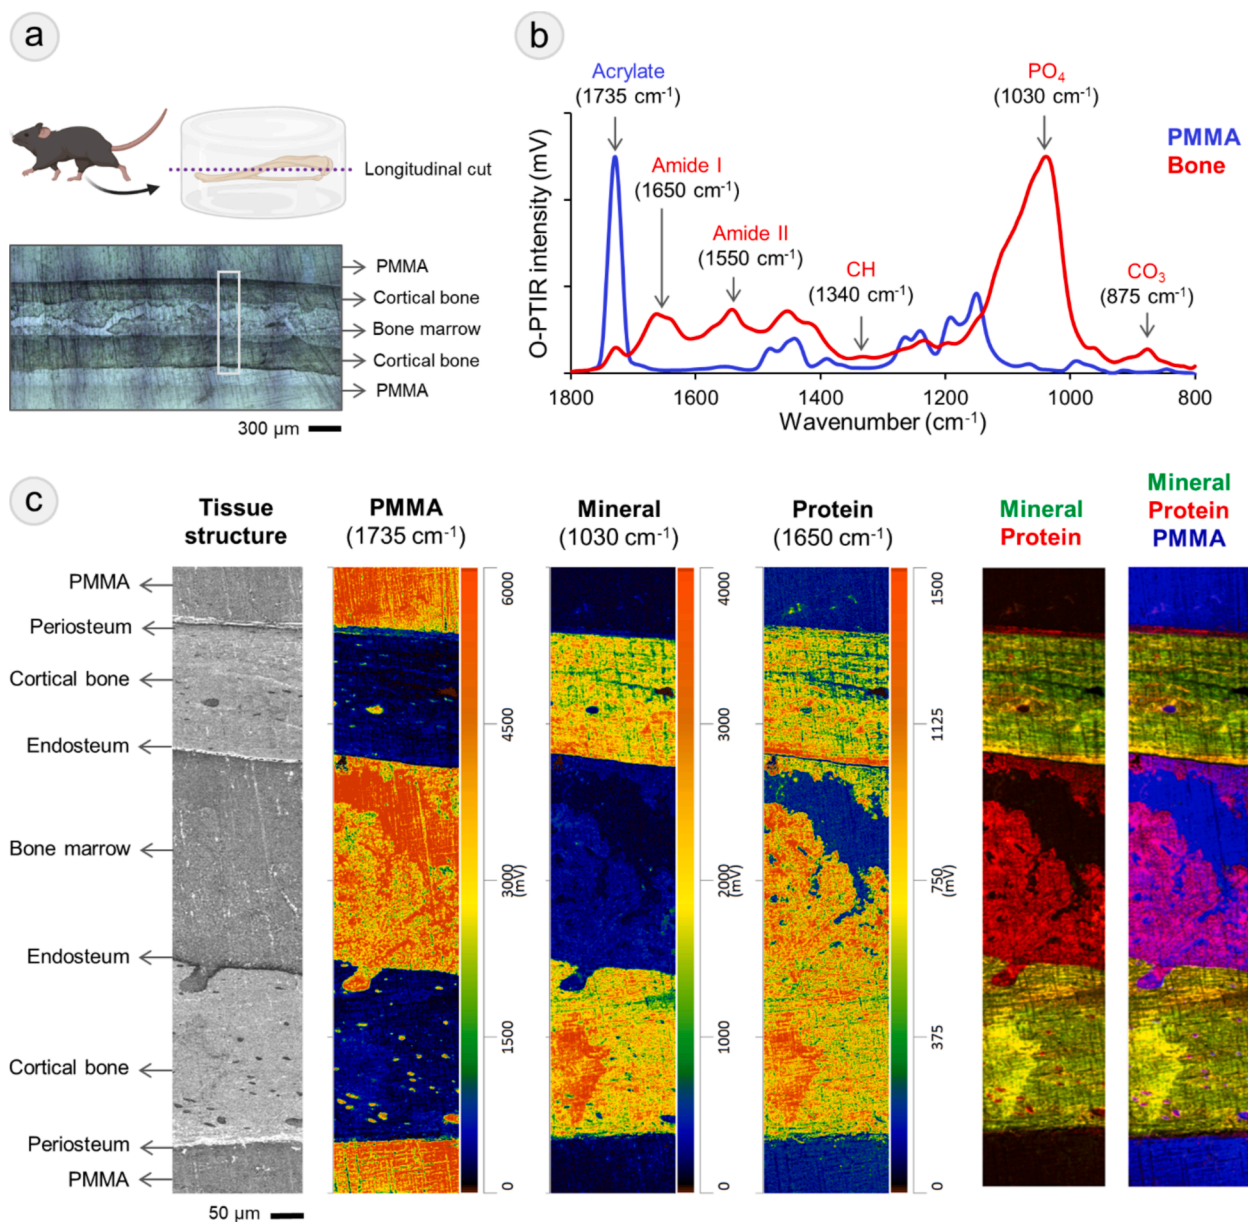 a
Longitudinal cut
PMMA
Cortical bone
Bone marrow
Cortical bone
PMMA
300 µm
b
Acrylate
(1735 cm⁻¹)
Amide I
(1650 cm⁻¹)
Amide II
(1550 cm⁻¹)
CH
(1340 cm⁻¹)
PO₄
(1030 cm⁻¹)
CO₃
(875 cm⁻¹)
PMMA
Bone
O-PTIR intensity (mV)
1800 1600 1400 1200 1000 800
Wavenumber (cm⁻¹)
c
Tissue
structure
PMMA
(1735 cm⁻¹)
Mineral
(1030 cm⁻¹)
Protein
(1650 cm⁻¹)
Mineral
Protein
Mineral
Protein
PMMA
PMMA
Periosteum
Cortical bone
Endosteum
Bone marrow
Endosteum
Cortical bone
Periosteum
PMMA
50 µm
6000
4500
3000
(mV)
1500
0
4000
3000
2000
(mV)
1000
0
1500
1125
750
(mV)
375
0